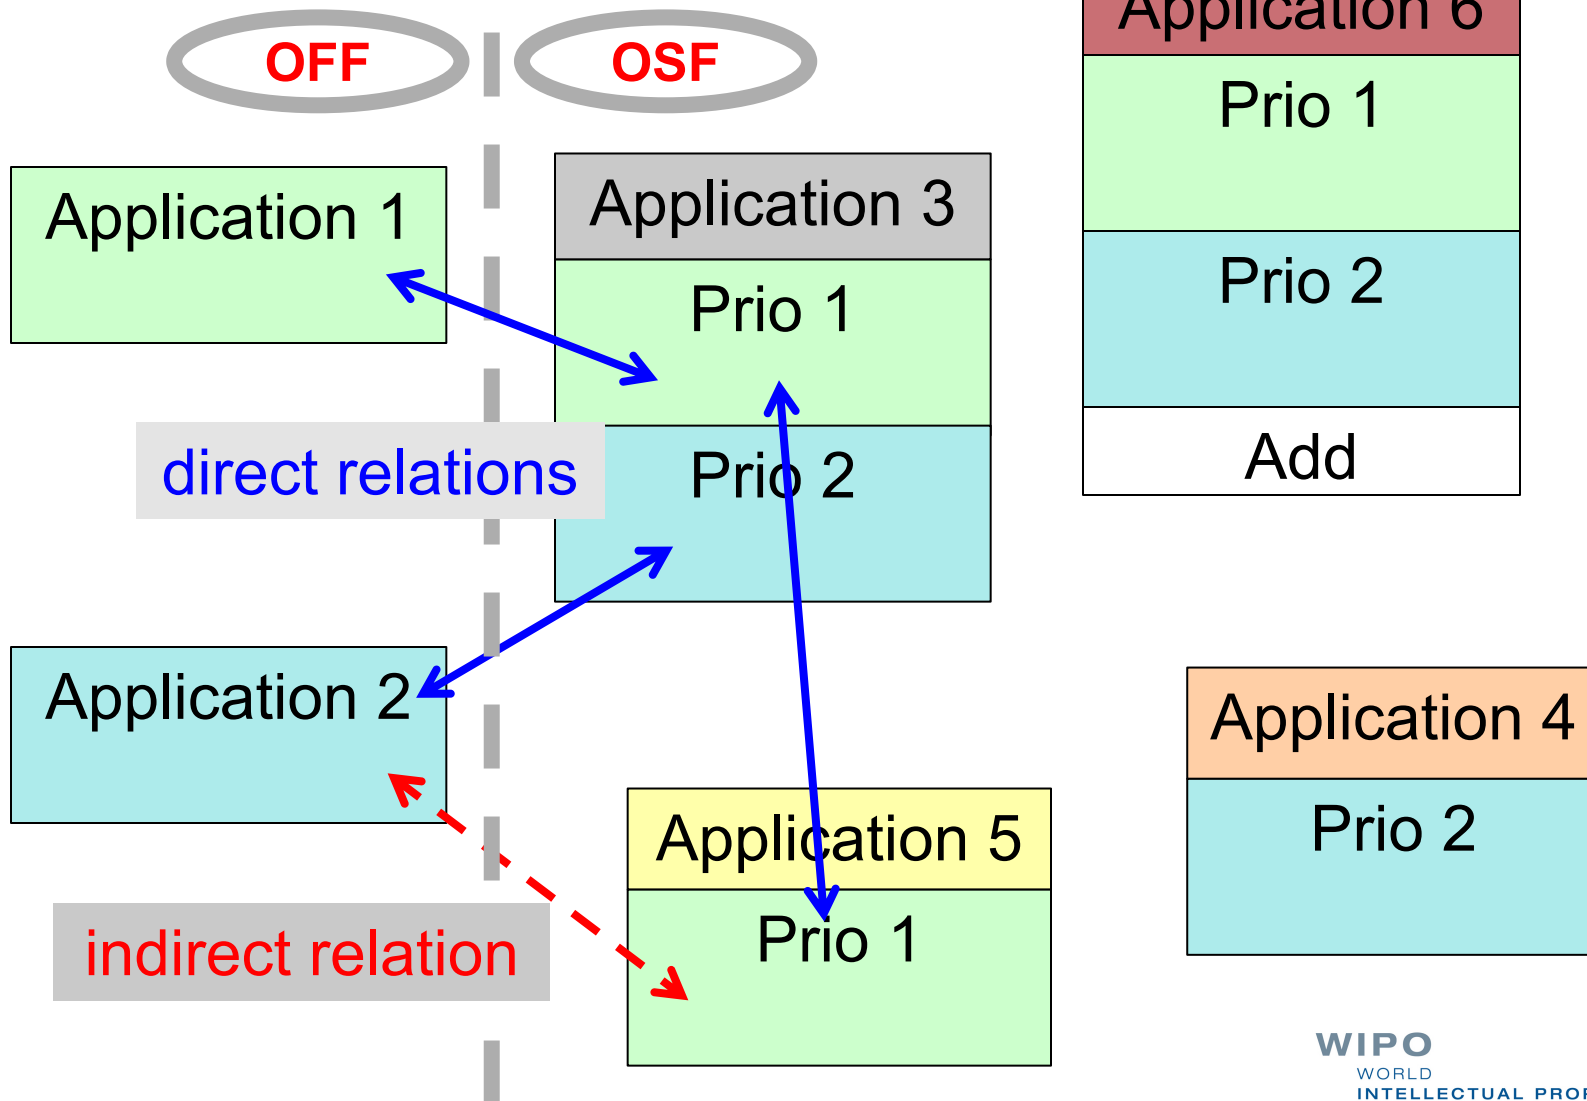 OFF
OSF
Application 6
Prio 1
Prio 2
Add
Application 1
Application 3
Prio 1
Prio 2
direct relations
Application 2
Application 4
Prio 2
Application 5
Prio 1
indirect relation
WIPO
WORLD
INTELLECTUAL